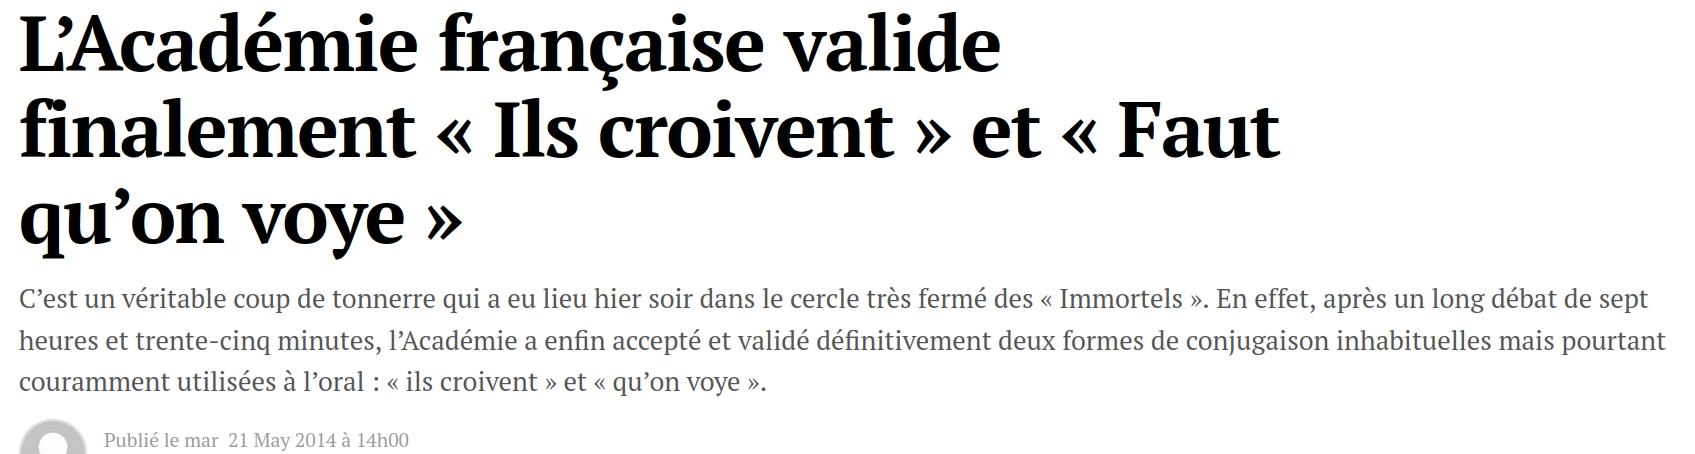 L’Académie française valide
finalement « Ils croivent » et « Faut
qu’on voye »
C’est un véritable coup de tonnerre qui a eu lieu hier soir dans le cercle très fermé des « Immortels ». En effet, après un long débat de sept
heures et trente-cinq minutes, l’Académie a enfin accepté et validé définitivement deux formes de conjugaison inhabituelles mais pourtant
couramment utilisées à l’oral : « ils croivent » et « qu’on voye ».
Publié le mar 21 May 2014 à 14h00